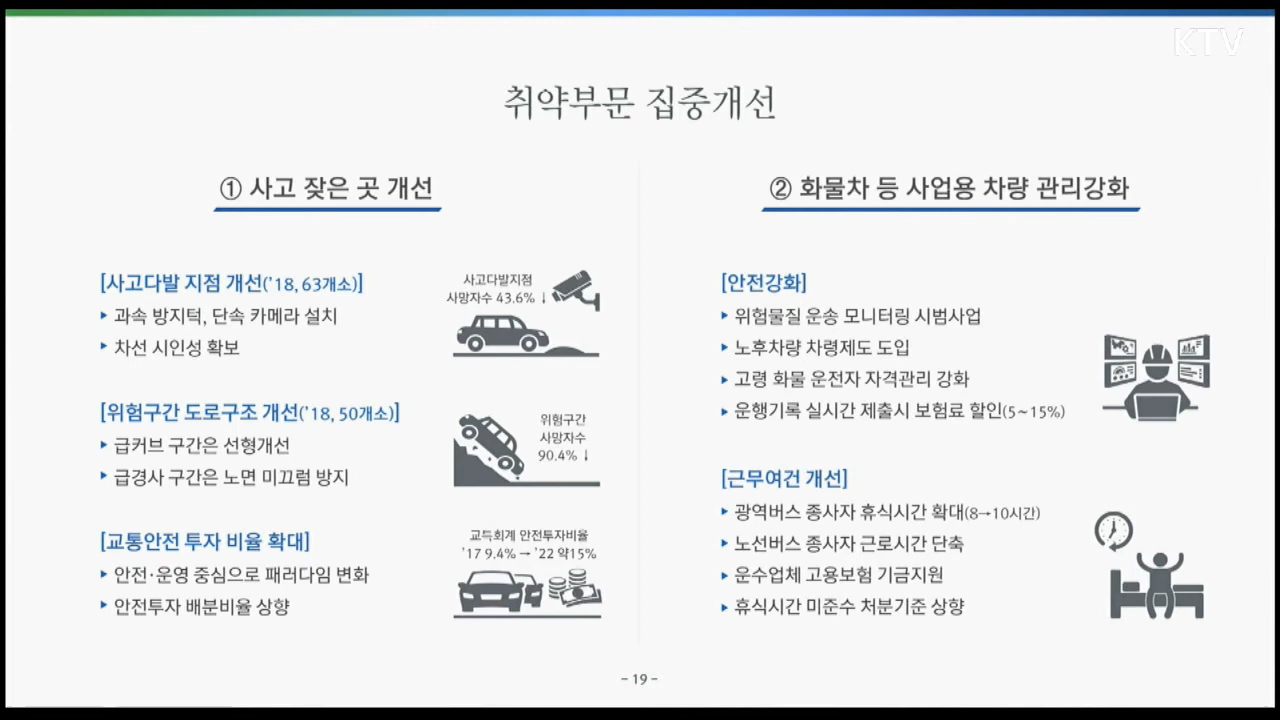 KTV
취약부문 집중개선
① 사고 잦은 곳 개선
[사고다발 지점 개선('18, 63개소)]
‣ 과속 방지턱, 단속 카메라 설치
‣ 차선 시인성 확보
사고다발지점
사망자수 43.6% ↓
[위험구간 도로구조 개선('18, 50개소)]
‣ 급커브 구간은 선형개선
‣ 급경사 구간은 노면 미끄럼 방지
위험구간
사망자수
90.4% ↓
[교통안전 투자 비율 확대]
‣ 안전·운영 중심으로 패러다임 변화
‣ 안전투자 배분비율 상향
교특회계 안전투자비율
'17 9.4% → '22 약15%
② 화물차 등 사업용 차량 관리강화
[안전강화]
‣ 위험물질 운송 모니터링 시범사업
‣ 노후차량 차령제도 도입
‣ 고령 화물 운전자 자격관리 강화
‣ 운행기록 실시간 제출시 보험료 할인(5~15%)
[근무여건 개선]
‣ 광역버스 종사자 휴식시간 확대(8→10시간)
‣ 노선버스 종사자 근로시간 단축
‣ 운수업체 고용보험 기금지원
‣ 휴식시간 미준수 처분기준 상향
- 19 -